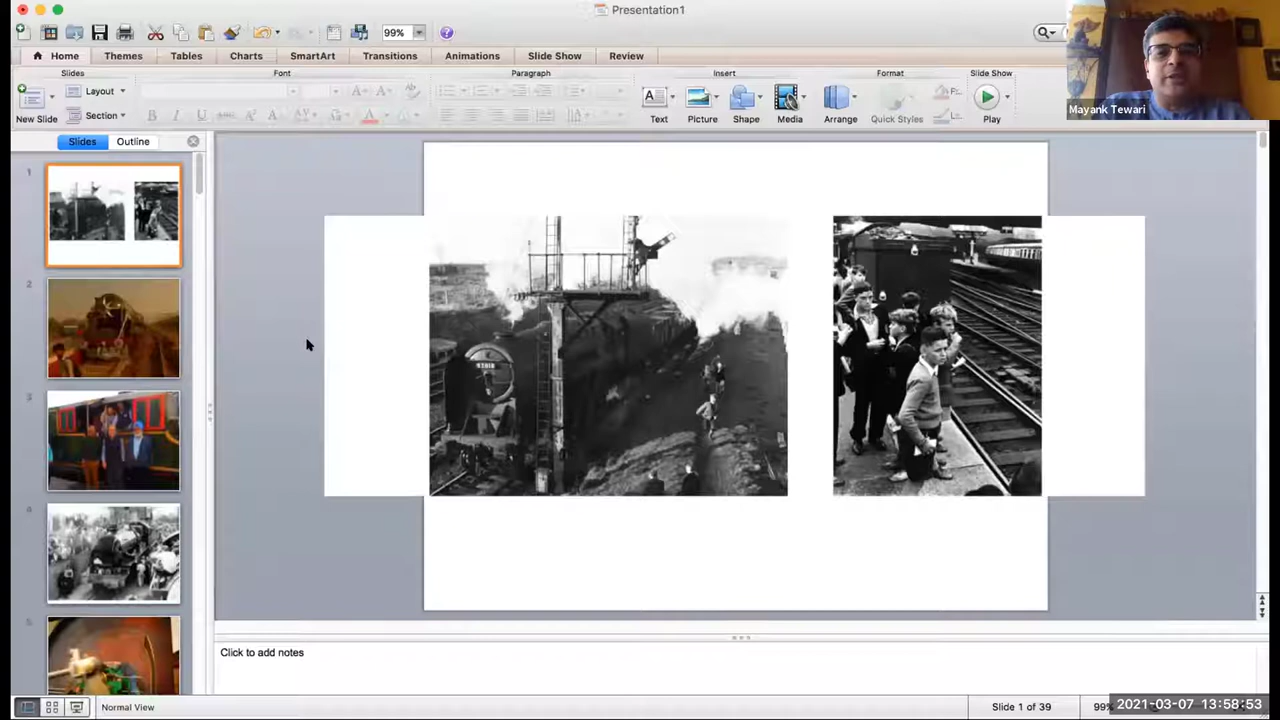 Presentation1
99%
Home Themes Tables Charts SmartArt Transitions Animations Slide Show Review
Slides Font Paragraph Insert Format Slide Show
Layout
Section
New Slide Text Picture Shape Media Arrange Quick Styles Play
Mayank Tewari
Slides Outline
1
2
3
4
5
Click to add notes
Normal View Slide 1 of 39 99%
2021-03-07 13:58:53